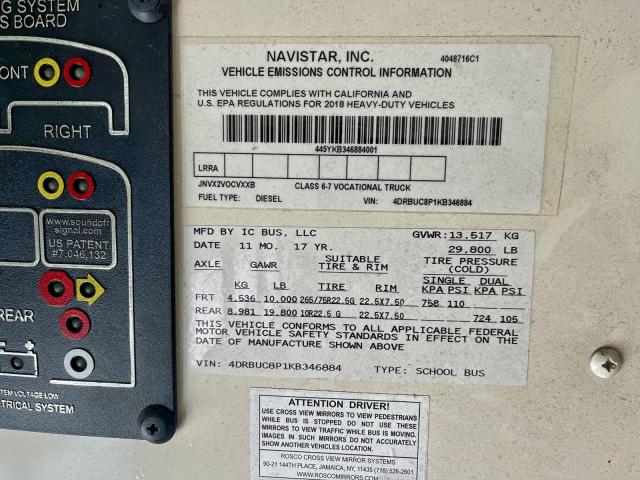 G SYSTEM
S BOARD
ONT
RIGHT
www.soundoff
signal.com
US PATENT
#7,046,132
REAR
TEM VOLTAGE LOW
TRICAL SYSTEM
NAVISTAR, INC. 4048716C1
VEHICLE EMISSIONS CONTROL INFORMATION
THIS VEHICLE COMPLIES WITH CALIFORNIA AND
U.S. EPA REGULATIONS FOR 2018 HEAVY-DUTY VEHICLES
445YKB346884001
LRRA
JNVX2VOCVXXB CLASS 6-7 VOCATIONAL TRUCK
FUEL TYPE: DIESEL VIN: 4DRBUC8P1KB346884
MFD BY IC BUS, LLC GVWR: 13,517 KG
DATE 11 MO. 17 YR. 29,800 LB
AXLE GAWR SUITABLE TIRE & RIM TIRE PRESSURE (COLD)
SINGLE DUAL
KG LB TIRE RIM KPA PSI KPA PSI
FRT 4,536 10,000 265/75R22.5G 22.5X7.50 758 110
REAR 8,981 19,800 10R22.5 G 22.5X7.50 724 105
THIS VEHICLE CONFORMS TO ALL APPLICABLE FEDERAL
MOTOR VEHICLE SAFETY STANDARDS IN EFFECT ON THE
DATE OF MANUFACTURE SHOWN ABOVE
VIN: 4DRBUC8P1KB346884 TYPE: SCHOOL BUS
ATTENTION DRIVER!
USE CROSS VIEW MIRRORS TO VIEW PEDESTRIANS
WHILE BUS IS STOPPED DO NOT USE THESE
MIRRORS TO VIEW TRAFFIC WHILE BUS IS MOVING.
IMAGES IN SUCH MIRRORS DO NOT ACCURATELY
SHOW ANOTHER VEHICLES LOCATION.
ROSCO CROSS VIEW MIRROR SYSTEMS
90-21 144TH PLACE, JAMAICA, NY, 11435 (718) 526-2601
WWW.ROSCOMIRRORS.COM